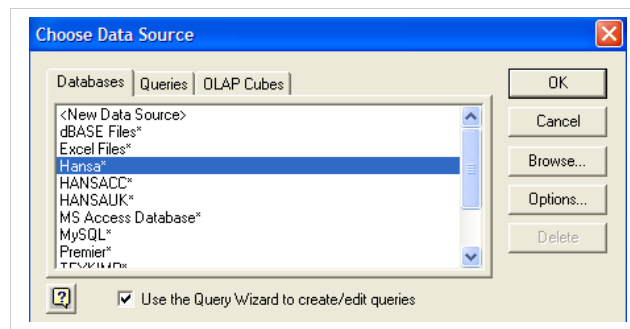 Choose Data Source
Databases
Queries
OLAP Cubes
<New Data Source>
dBASE Files*
Excel Files*
Hansa*
HANSACC*
HANSAUK*
MS Access Database*
MySQL*
Premier*
OK
Cancel
Browse...
Options...
Delete
?
Use the Query Wizard to create/edit queries